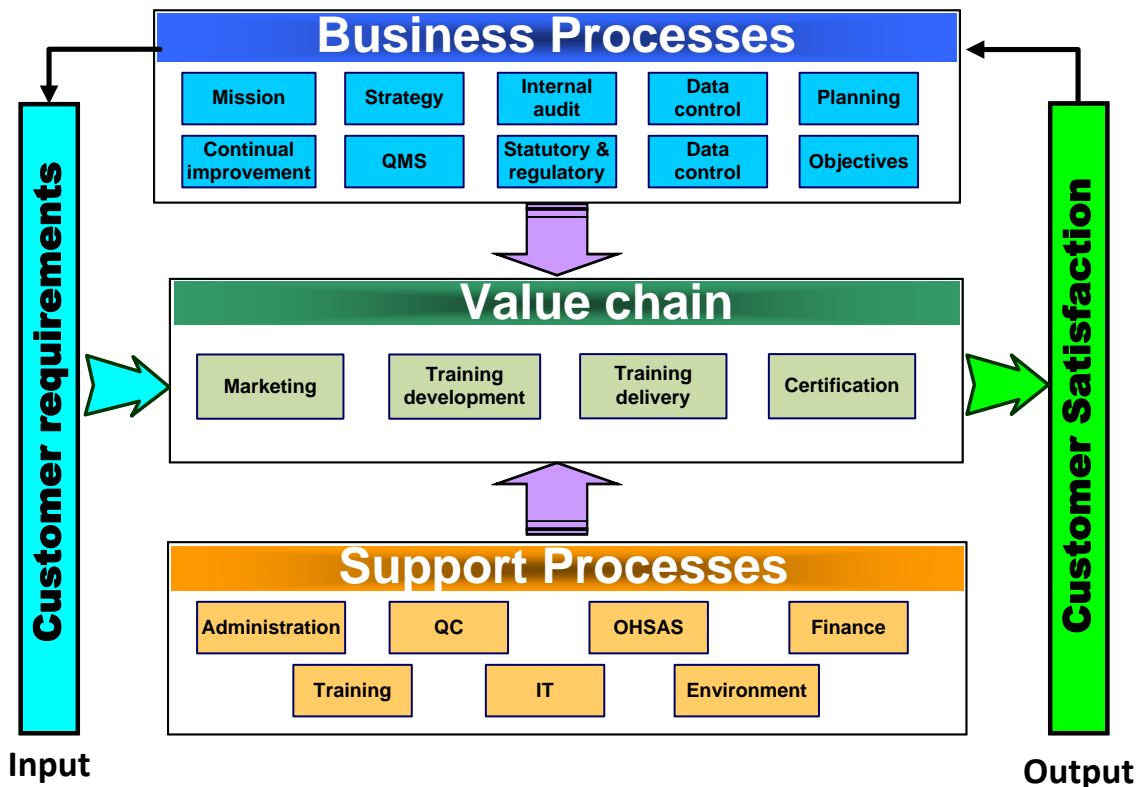 Business Processes
Mission
Strategy
Internal
audit
Data
control
Planning
Continual
improvement
QMS
Statutory &
regulatory
Data
control
Objectives
Customer requirements
Value chain
Marketing
Training
development
Training
delivery
Certification
Customer Satisfaction
Support Processes
Administration
QC
OHSAS
Finance
Training
IT
Environment
Input
Output